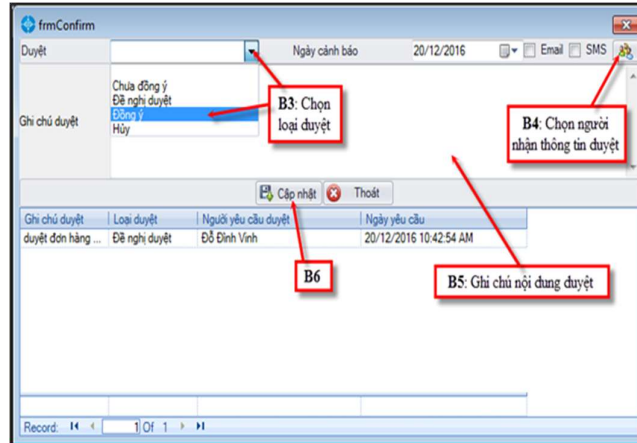 frmConfirm
Duyệt
Ngày cảnh báo
20/12/2016
Email
SMS
Chưa đồng ý
Đề nghị duyệt
Đồng ý
Hủy
Ghi chú duyệt
B3: Chọn
loại duyệt
B4: Chọn người
nhận thông tin duyệt
Cập nhật
Thoát
Ghi chú duyệt
Loại duyệt
Người yêu cầu duyệt
Ngày yêu cầu
duyệt đơn hàng ...
Đề nghị duyệt
Đỗ Đình Vinh
20/12/2016 10:42:54 AM
B6
B5: Ghi chú nội dung duyệt
Record:
1 Of 1